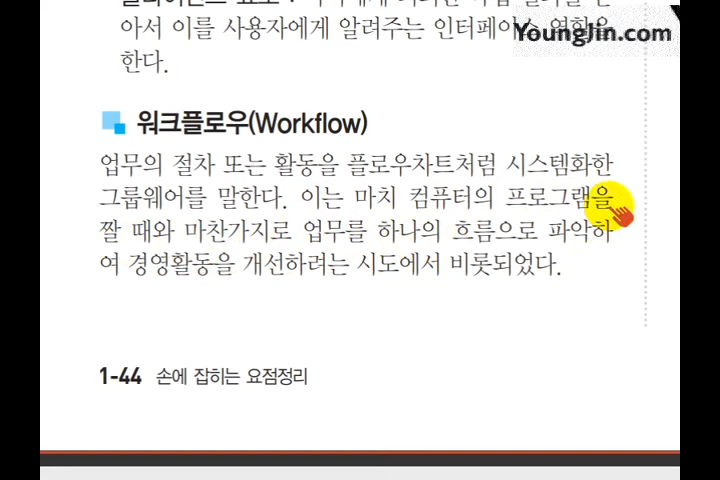 아서 이를 사용자에게 알려주는 인터페이스 역할을
YoungJin.com
한다.
워크플로우(Workflow)
업무의 절차 또는 활동을 플로우차트처럼 시스템화한
그룹웨어를 말한다. 이는 마치 컴퓨터의 프로그램을
짤 때와 마찬가지로 업무를 하나의 흐름으로 파악하
여 경영활동을 개선하려는 시도에서 비롯되었다.
1-44 손에 잡히는 요점정리